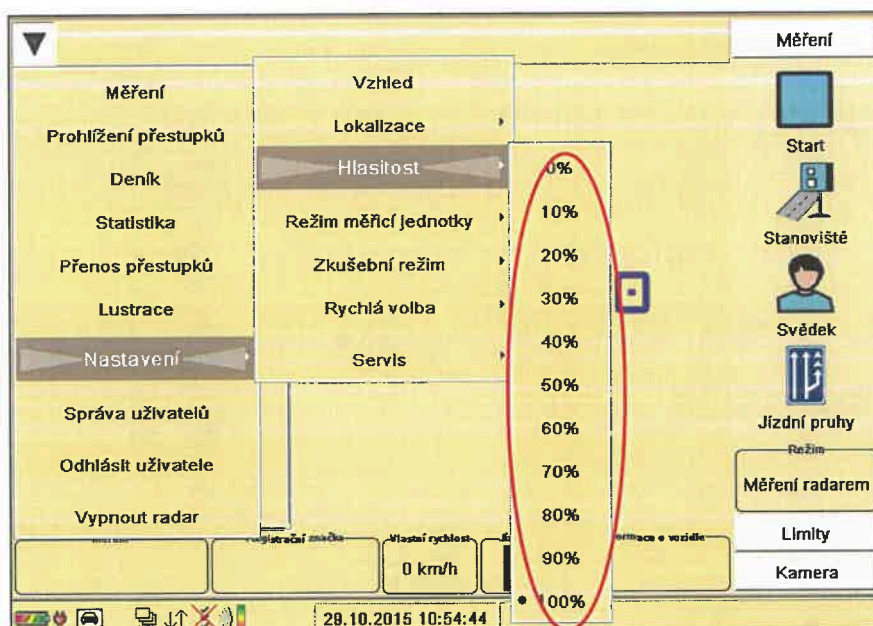 Měření
Prohlížení přestupků
Deník
Statistika
Přenos přestupků
Lustrace
Nastavení
Správa uživatelů
Odhlásit uživatele
Vypnout radar
Vzhled
Lokalizace
Hlasitost
Režim měřicí jednotky
Zkušební režim
Rychlá volba
Servis
0%
10%
20%
30%
40%
50%
60%
70%
80%
90%
100%
Měření
Start
Stanoviště
Svědek
Jízdní pruhy
Režim
Měření radarem
Limity
Kamera
značka
Vlastní rychlost
0 km/h
o vozidle
29.10.2015 10:54:44